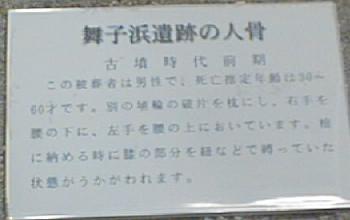 舞子浜遺跡の人骨
古墳時代前期
この被葬者は男性で、死亡推定年齢は30～
60才です。別の埴輪の破片を枕にし、右手を
腰の下に、左手を腰の上においています。棺
に納める時に膝の部分を紐などで縛っていた
状態がうかがわれます。